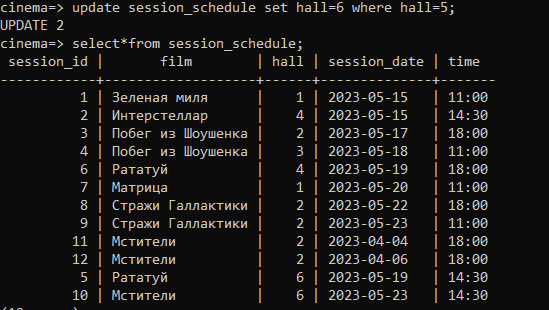 cinema=> update session_schedule set hall=6 where hall=5;
UPDATE 2
cinema=> select*from session_schedule;
 session_id |       film        | hall | session_date | time
------------+-------------------+------+--------------+-------
          1 | Зеленая миля      |    1 | 2023-05-15   | 11:00
          2 | Интерстеллар      |    4 | 2023-05-15   | 14:30
          3 | Побег из Шоушенка |    2 | 2023-05-17   | 18:00
          4 | Побег из Шоушенка |    3 | 2023-05-18   | 11:00
          6 | Рататуй           |    4 | 2023-05-19   | 18:00
          7 | Матрица           |    1 | 2023-05-20   | 11:00
          8 | Стражи Галлактики |    2 | 2023-05-22   | 18:00
          9 | Стражи Галлактики |    2 | 2023-05-23   | 11:00
         11 | Мстители          |    2 | 2023-04-04   | 18:00
         12 | Мстители          |    2 | 2023-04-06   | 18:00
          5 | Рататуй           |    6 | 2023-05-19   | 14:30
         10 | Мстители          |    6 | 2023-05-23   | 14:30